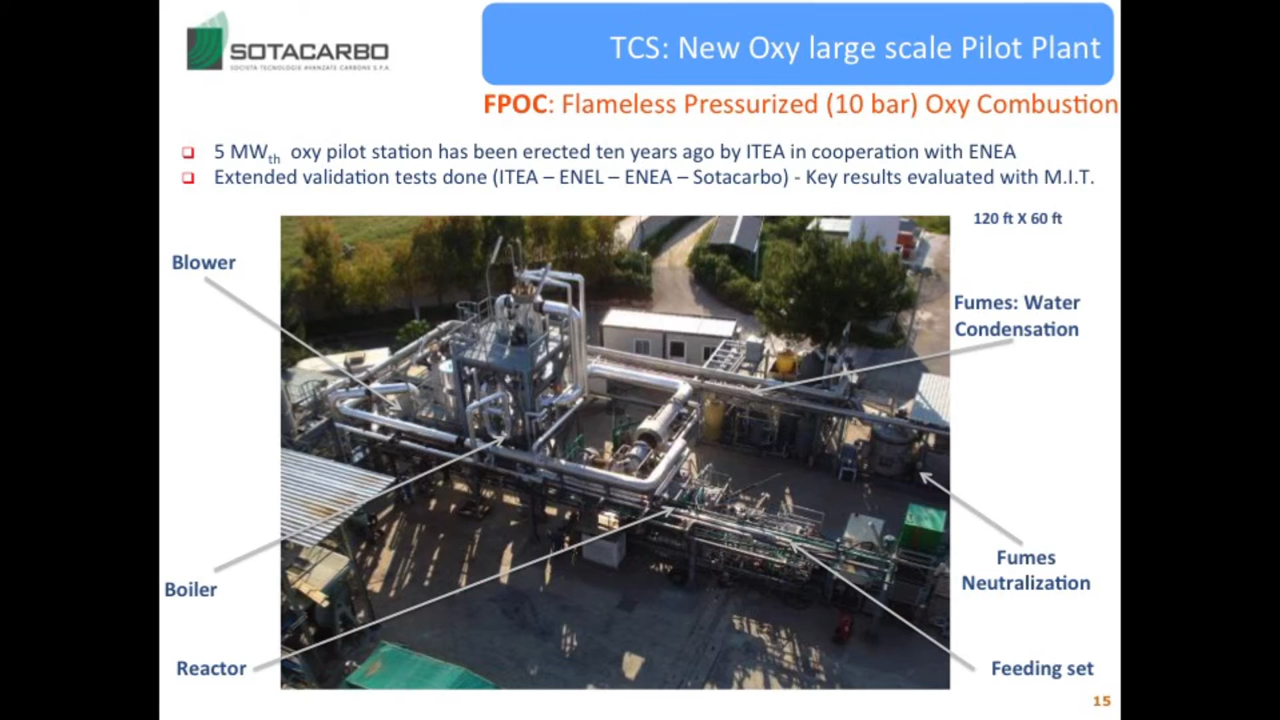 SOTACARBO
SOCIETÀ TECNOLOGIE AVANZATE CARBONE S.P.A.
TCS: New Oxy large scale Pilot Plant
FPOC: Flameless Pressurized (10 bar) Oxy Combustion
❑ 5 MWth oxy pilot station has been erected ten years ago by ITEA in cooperation with ENEA
❑ Extended validation tests done (ITEA – ENEL – ENEA – Sotacarbo) - Key results evaluated with M.I.T.
120 ft X 60 ft
Blower
Fumes: Water
Condensation
Boiler
Fumes
Neutralization
Reactor
Feeding set
15